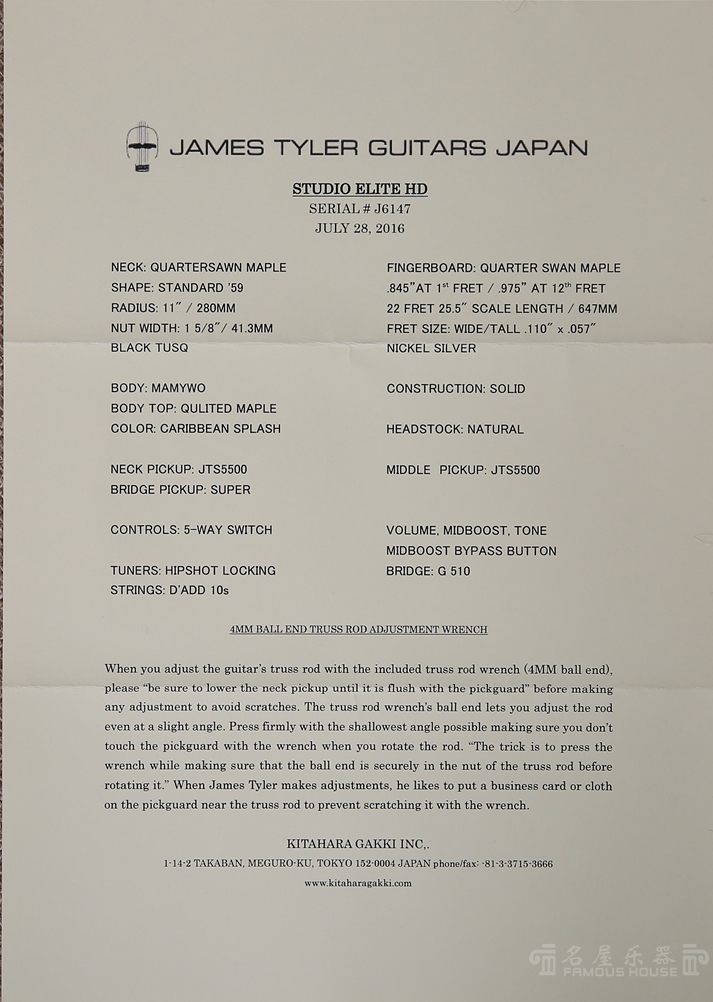 JAMES TYLER GUITARS JAPAN
STUDIO ELITE HD
SERIAL # J6147
JULY 28, 2016
NECK: QUARTERSAWN MAPLE
FINGERBOARD: QUARTER SWAN MAPLE
SHAPE: STANDARD '59
.845”AT 1st FRET / .975” AT 12th FRET
RADIUS: 11” / 280MM
22 FRET 25.5” SCALE LENGTH / 647MM
NUT WIDTH: 1 5/8”/ 41.3MM
FRET SIZE: WIDE/TALL .110” x .057”
BLACK TUSQ
NICKEL SILVER
BODY: MAMYWO
CONSTRUCTION: SOLID
BODY TOP: QULITED MAPLE
COLOR: CARIBBEAN SPLASH
HEADSTOCK: NATURAL
NECK PICKUP: JTS5500
MIDDLE PICKUP: JTS5500
BRIDGE PICKUP: SUPER
CONTROLS: 5-WAY SWITCH
VOLUME, MIDBOOST, TONE
MIDBOOST BYPASS BUTTON
TUNERS: HIPSHOT LOCKING
BRIDGE: G 510
STRINGS: D'ADD 10s
4MM BALL END TRUSS ROD ADJUSTMENT WRENCH
When you adjust the guitar's truss rod with the included truss rod wrench (4MM ball end),
please “be sure to lower the neck pickup until it is flush with the pickguard” before making
any adjustment to avoid scratches. The truss rod wrench's ball end lets you adjust the rod
even at a slight angle. Press firmly with the shallowest angle possible making sure you don't
touch the pickguard with the wrench when you rotate the rod. “The trick is to press the
wrench while making sure that the ball end is securely in the nut of the truss rod before
rotating it.” When James Tyler makes adjustments, he likes to put a business card or cloth
on the pickguard near the truss rod to prevent scratching it with the wrench.
KITAHARA GAKKI INC,.
1-14-2 TAKABAN, MEGURO-KU, TOKYO 152-0004 JAPAN phone/fax: -81-3-3715-3666
www.kitaharagakki.com
名屋乐器
FAMOUS HOUSE